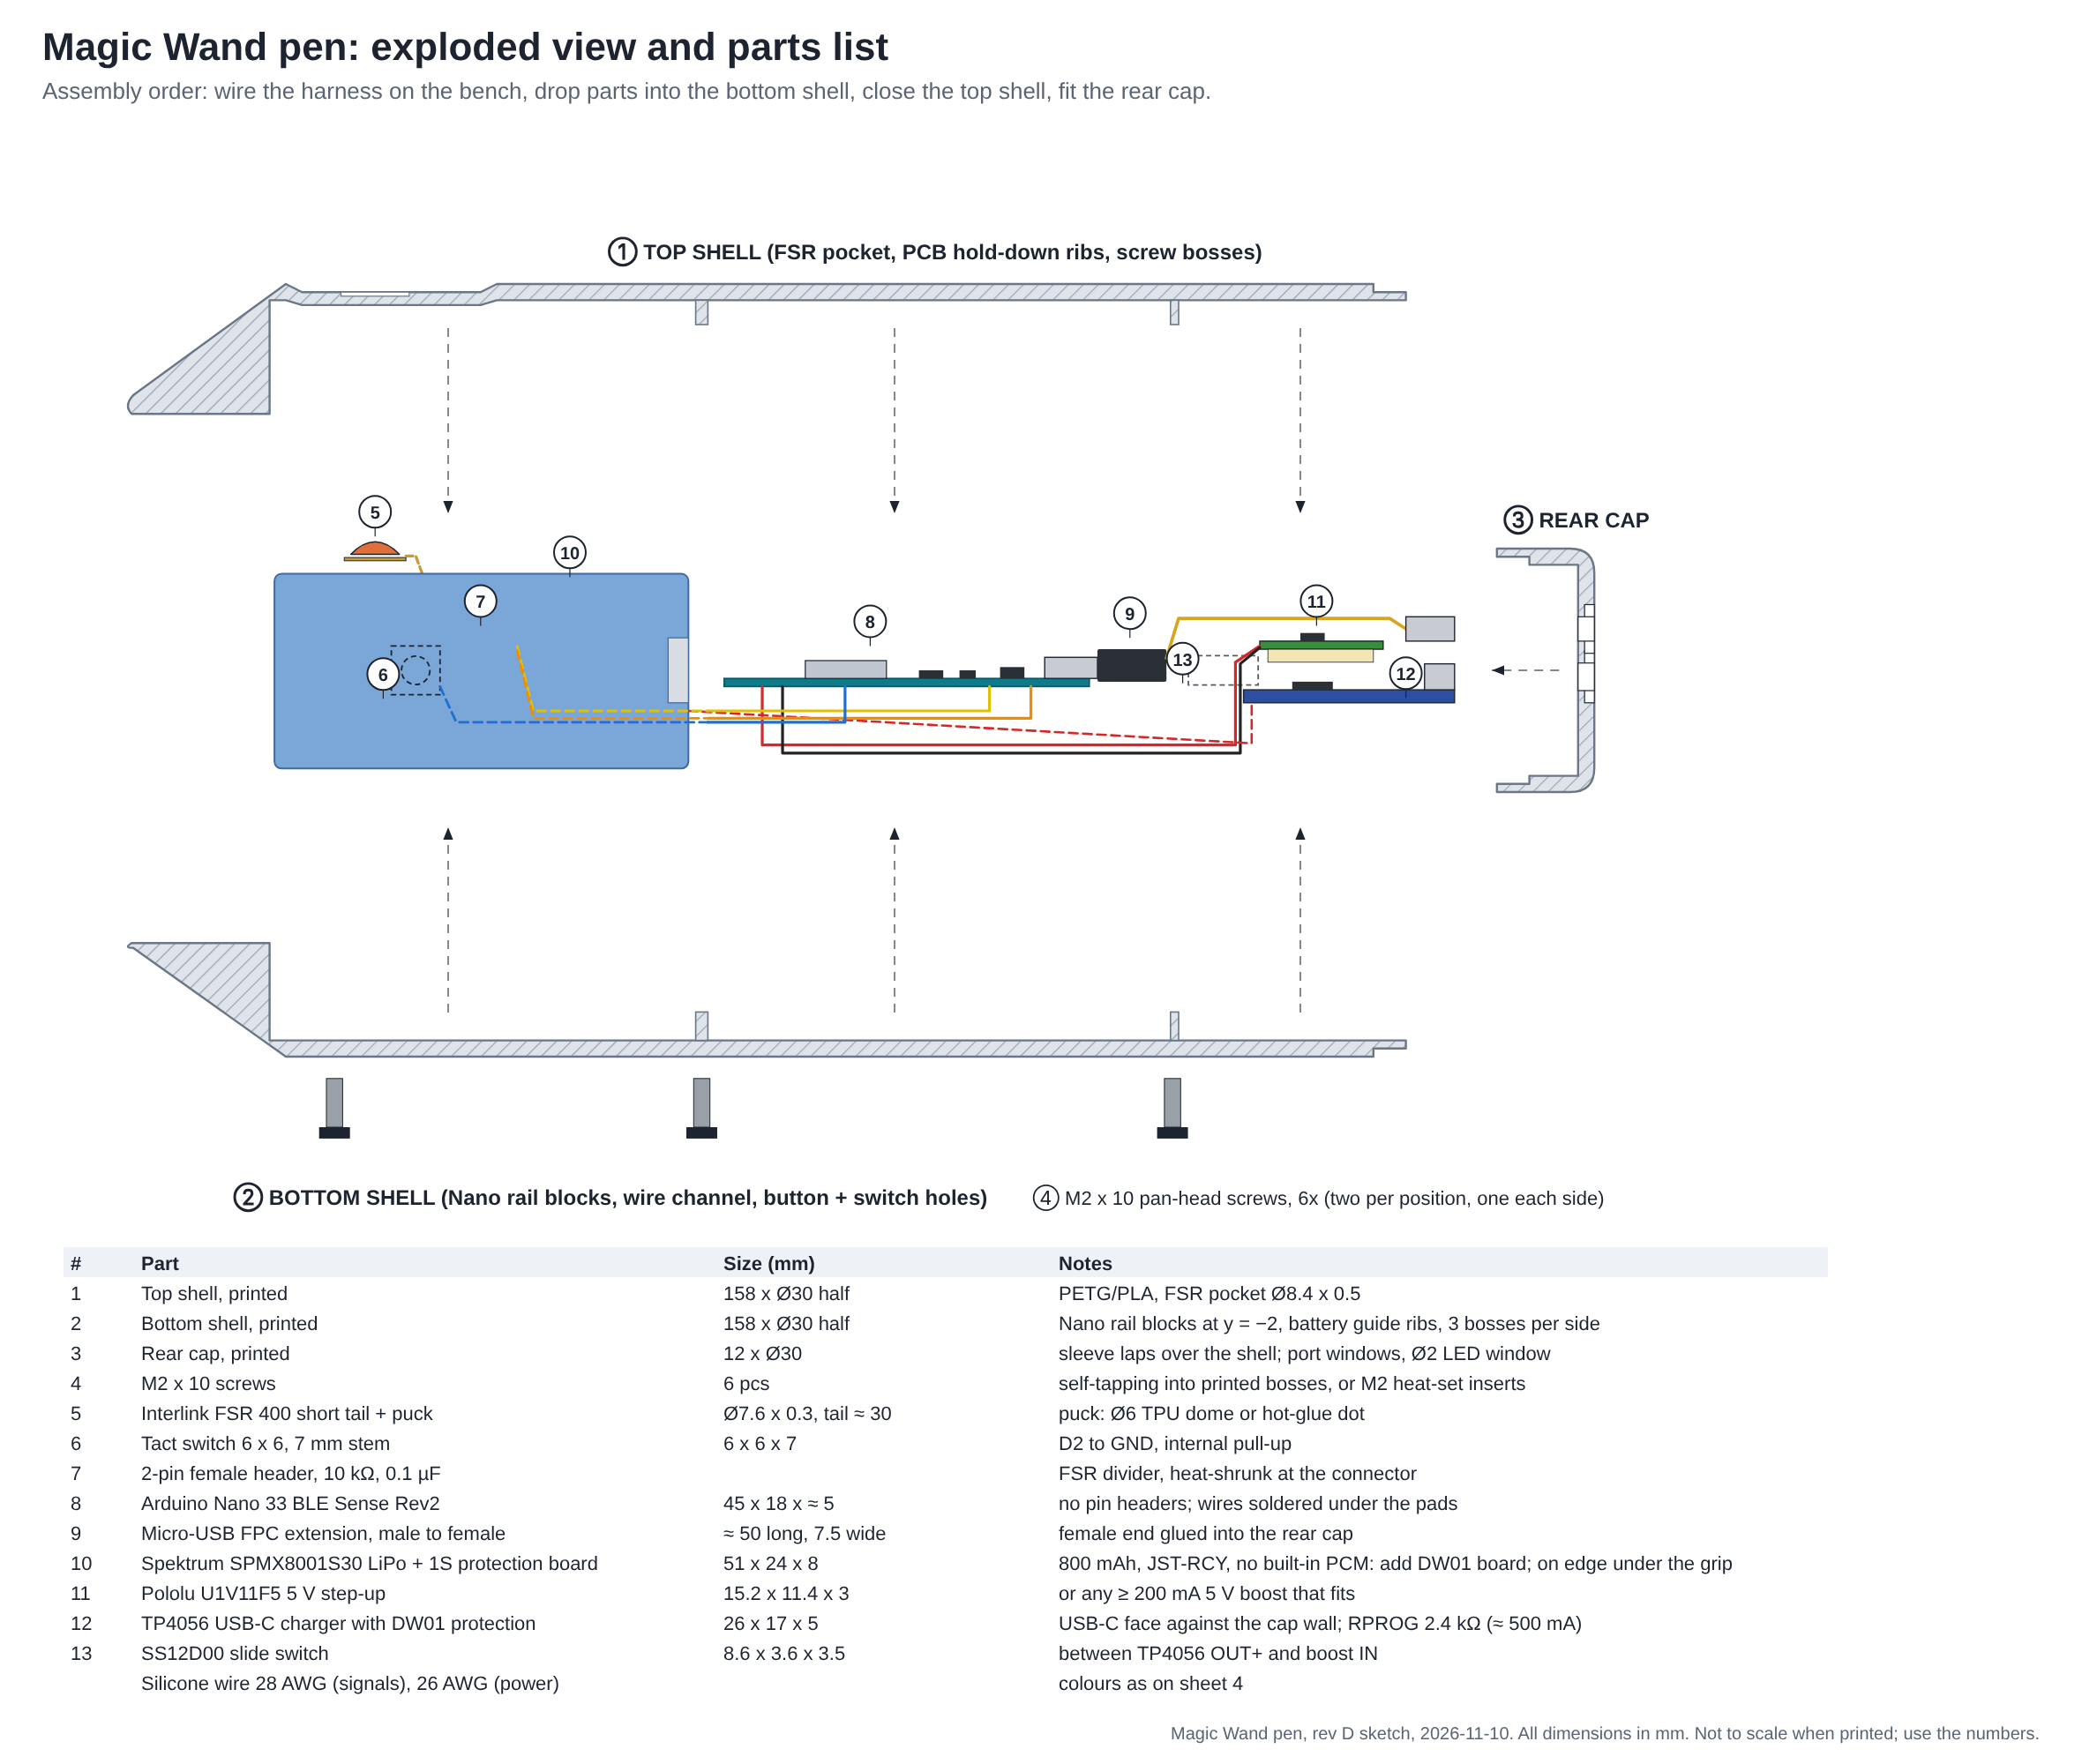 Magic Wand pen: exploded view and parts list
Assembly order: wire the harness on the bench, drop parts into the bottom shell, close the top shell, fit the rear cap.
① TOP SHELL (FSR pocket, PCB hold-down ribs, screw bosses)
5
③ REAR CAP
10
7
11
9
8
13
6
12
② BOTTOM SHELL (Nano rail blocks, wire channel, button + switch holes)
④ M2 x 10 pan-head screws, 6x (two per position, one each side)
# Part Size (mm) Notes
1 Top shell, printed 158 x Ø30 half PETG/PLA, FSR pocket Ø8.4 x 0.5
2 Bottom shell, printed 158 x Ø30 half Nano rail blocks at y = −2, battery guide ribs, 3 bosses per side
3 Rear cap, printed 12 x Ø30 sleeve laps over the shell; port windows, Ø2 LED window
4 M2 x 10 screws 6 pcs self-tapping into printed bosses, or M2 heat-set inserts
5 Interlink FSR 400 short tail + puck Ø7.6 x 0.3, tail ≈ 30 puck: Ø6 TPU dome or hot-glue dot
6 Tact switch 6 x 6, 7 mm stem 6 x 6 x 7 D2 to GND, internal pull-up
7 2-pin female header, 10 kΩ, 0.1 µF FSR divider, heat-shrunk at the connector
8 Arduino Nano 33 BLE Sense Rev2 45 x 18 x ≈ 5 no pin headers; wires soldered under the pads
9 Micro-USB FPC extension, male to female ≈ 50 long, 7.5 wide female end glued into the rear cap
10 Spektrum SPMX8001S30 LiPo + 1S protection board 51 x 24 x 8 800 mAh, JST-RCY, no built-in PCM: add DW01 board; on edge under the grip
11 Pololu U1V11F5 5 V step-up 15.2 x 11.4 x 3 or any ≥ 200 mA 5 V boost that fits
12 TP4056 USB-C charger with DW01 protection 26 x 17 x 5 USB-C face against the cap wall; RPROG 2.4 kΩ (≈ 500 mA)
13 SS12D00 slide switch 8.6 x 3.6 x 3.5 between TP4056 OUT+ and boost IN
Silicone wire 28 AWG (signals), 26 AWG (power) colours as on sheet 4
Magic Wand pen, rev D sketch, 2026-11-10. All dimensions in mm. Not to scale when printed; use the numbers.